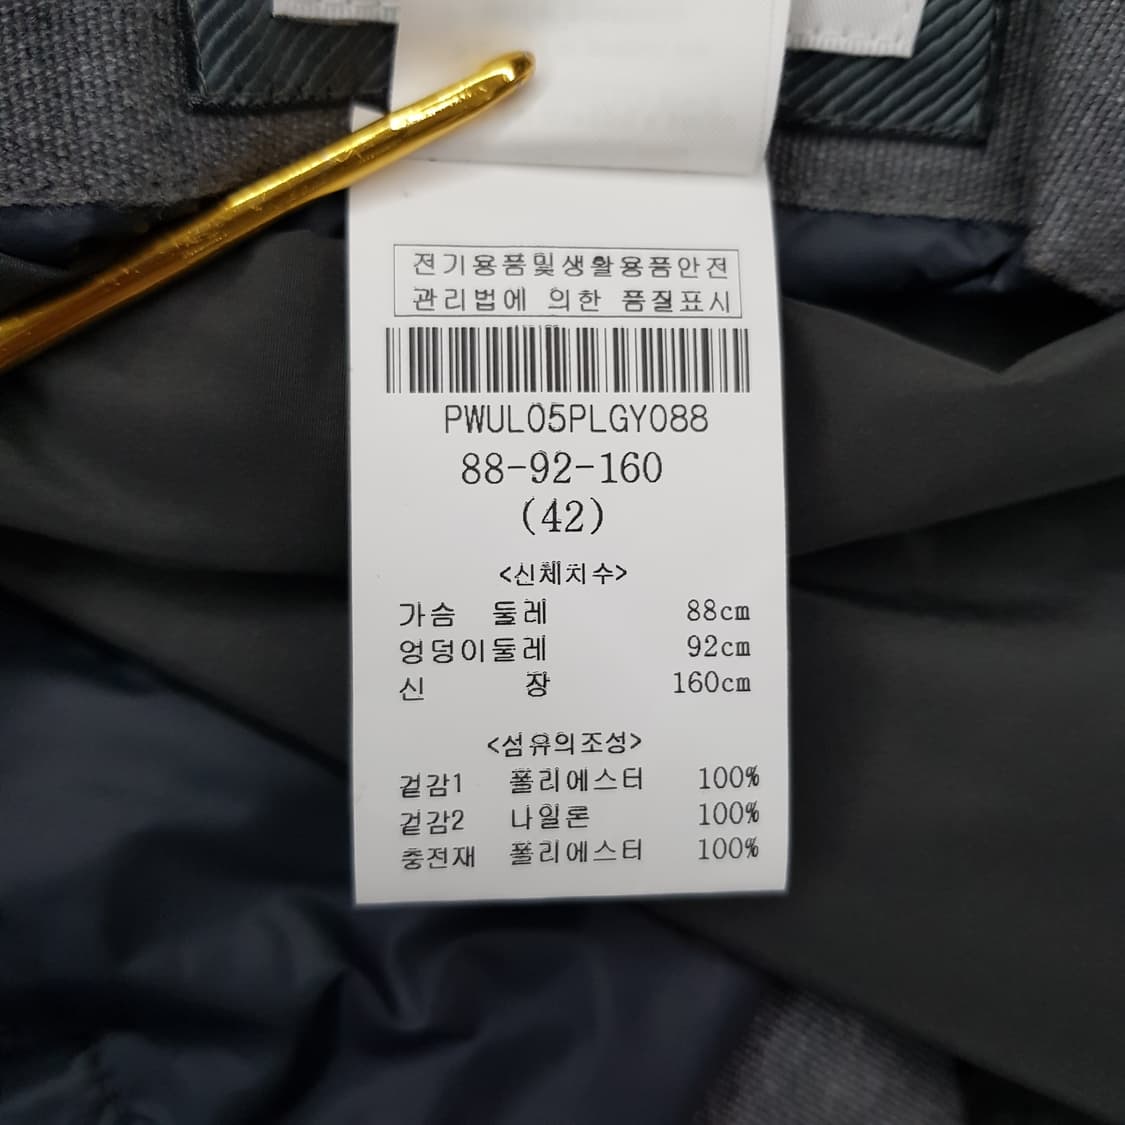 전기용품및생활용품안전
관리법에 의한 품질표시
PWUL05PLGY088
88-92-160
(42)
<신체치수>
가슴 둘레 88cm
엉덩이둘레 92cm
신 장 160cm
<섬유의조성>
겉감1 폴리에스터 100%
겉감2 나일론 100%
충전재 폴리에스터 100%